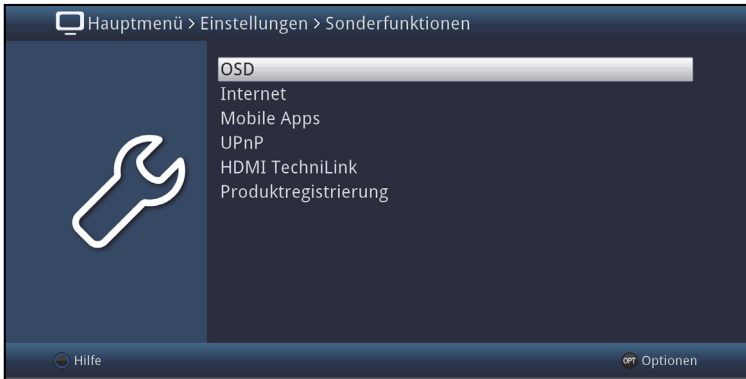 Hauptmenü > Einstellungen > Sonderfunktionen
OSD
Internet
Mobile Apps
UPnP
HDMI TechniLink
Produktregistrierung
Hilfe
OPT Optionen